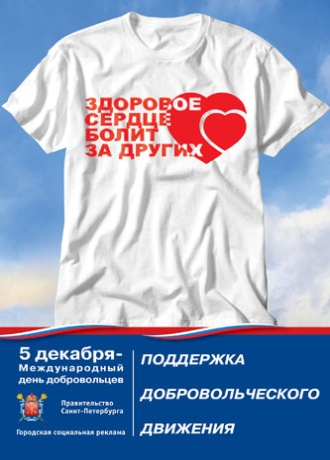 ЗДОРОВОЕ
СЕРДЦЕ
БОЛИТ
ЗА ДРУГИХ
5 декабря-
Международный
день добровольцев
Правительство
Санкт-Петербурга
Городская социальная реклама
ПОДДЕРЖКА
ДОБРОВОЛЬЧЕСКОГО
ДВИЖЕНИЯ